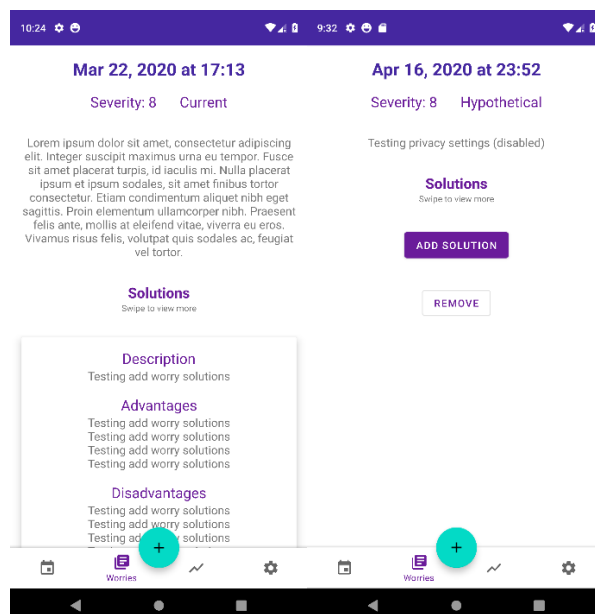 10:24
Mar 22, 2020 at 17:13
Severity: 8 Current
Lorem ipsum dolor sit amet, consectetur adipiscing
elit. Integer suscipit maximus urna eu tempor. Fusce
sit amet placerat turpis, id iaculis mi. Nulla placerat
ipsum et ipsum sodales, sit amet finibus tortor
consectetur. Etiam condimentum aliquet nibh eget
sagittis. Proin elementum ullamcorper nibh. Praesent
felis ante, mollis at eleifend vitae, viverra eu eros.
Vivamus risus felis, volutpat quis sodales ac, feugiat
vel tortor.
Solutions
Swipe to view more
Description
Testing add worry solutions
Advantages
Testing add worry solutions
Testing add worry solutions
Testing add worry solutions
Testing add worry solutions
Disadvantages
Testing add worry solutions
Testing add worry solutions
Testing add worry solutions
Worries
9:32
Apr 16, 2020 at 23:52
Severity: 8 Hypothetical
Testing privacy settings (disabled)
Solutions
Swipe to view more
ADD SOLUTION
REMOVE
Worries